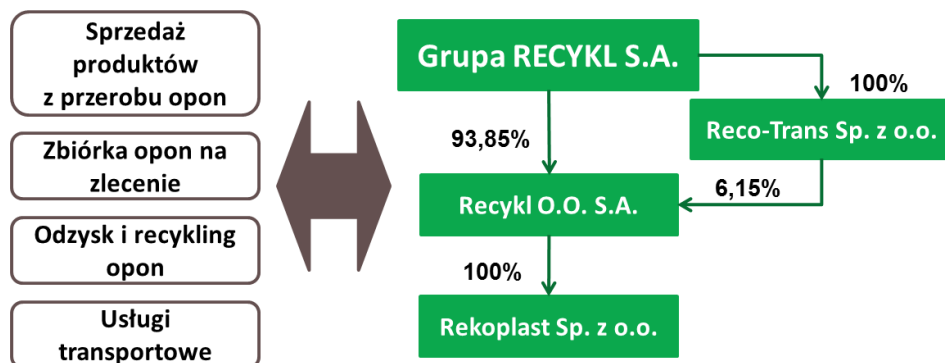 Sprzedaż
produktów
z przerobu opon
Zbiórka opon na
zlecenie
Odzysk i recykling
opon
Usługi
transportowe
Grupa RECYKL S.A.
100%
Reco-Trans Sp. z o.o.
93,85%
6,15%
Recykl O.O. S.A.
100%
Rekoplast Sp. z o.o.